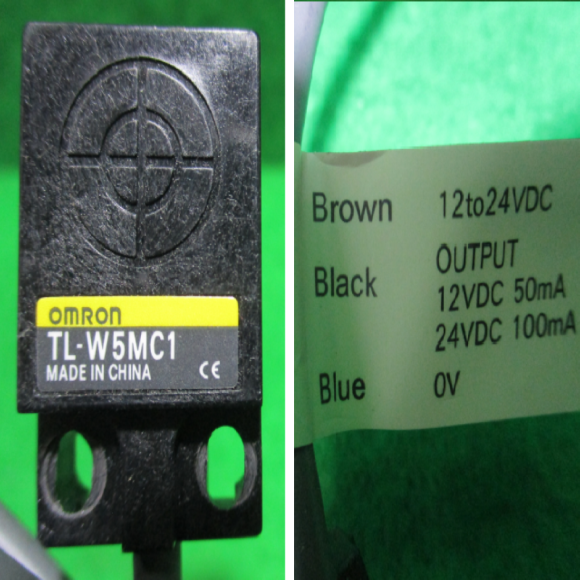 OMRON
TL-W5MC1
MADE IN CHINA CE
Brown 12to24VDC
Black OUTPUT
12VDC 50mA
24VDC 100mA
Blue 0V